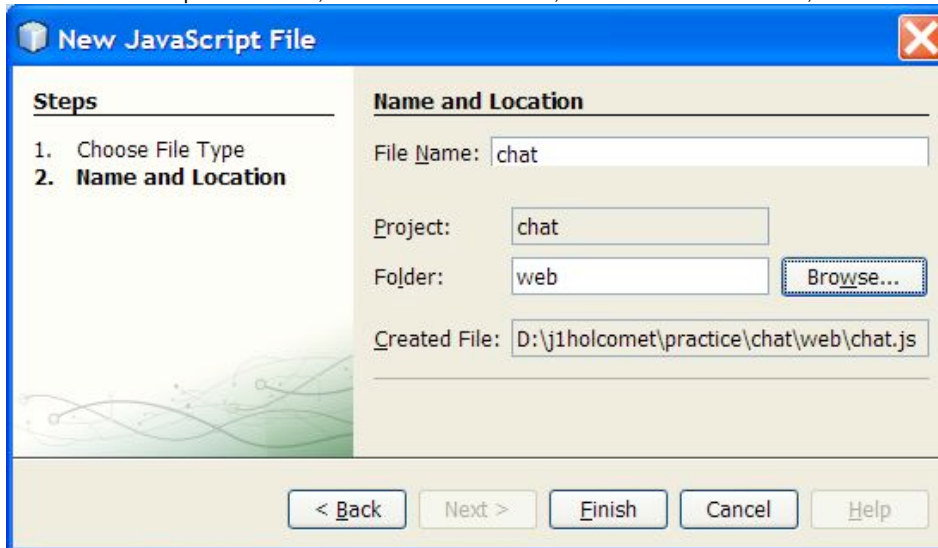 New JavaScript File
Steps
1. Choose File Type
2. Name and Location
Name and Location
File Name: chat
Project: chat
Folder: web Browse...
Created File: D:\j1holcomet\practice\chat\web\chat.js
< Back Next > Finish Cancel Help